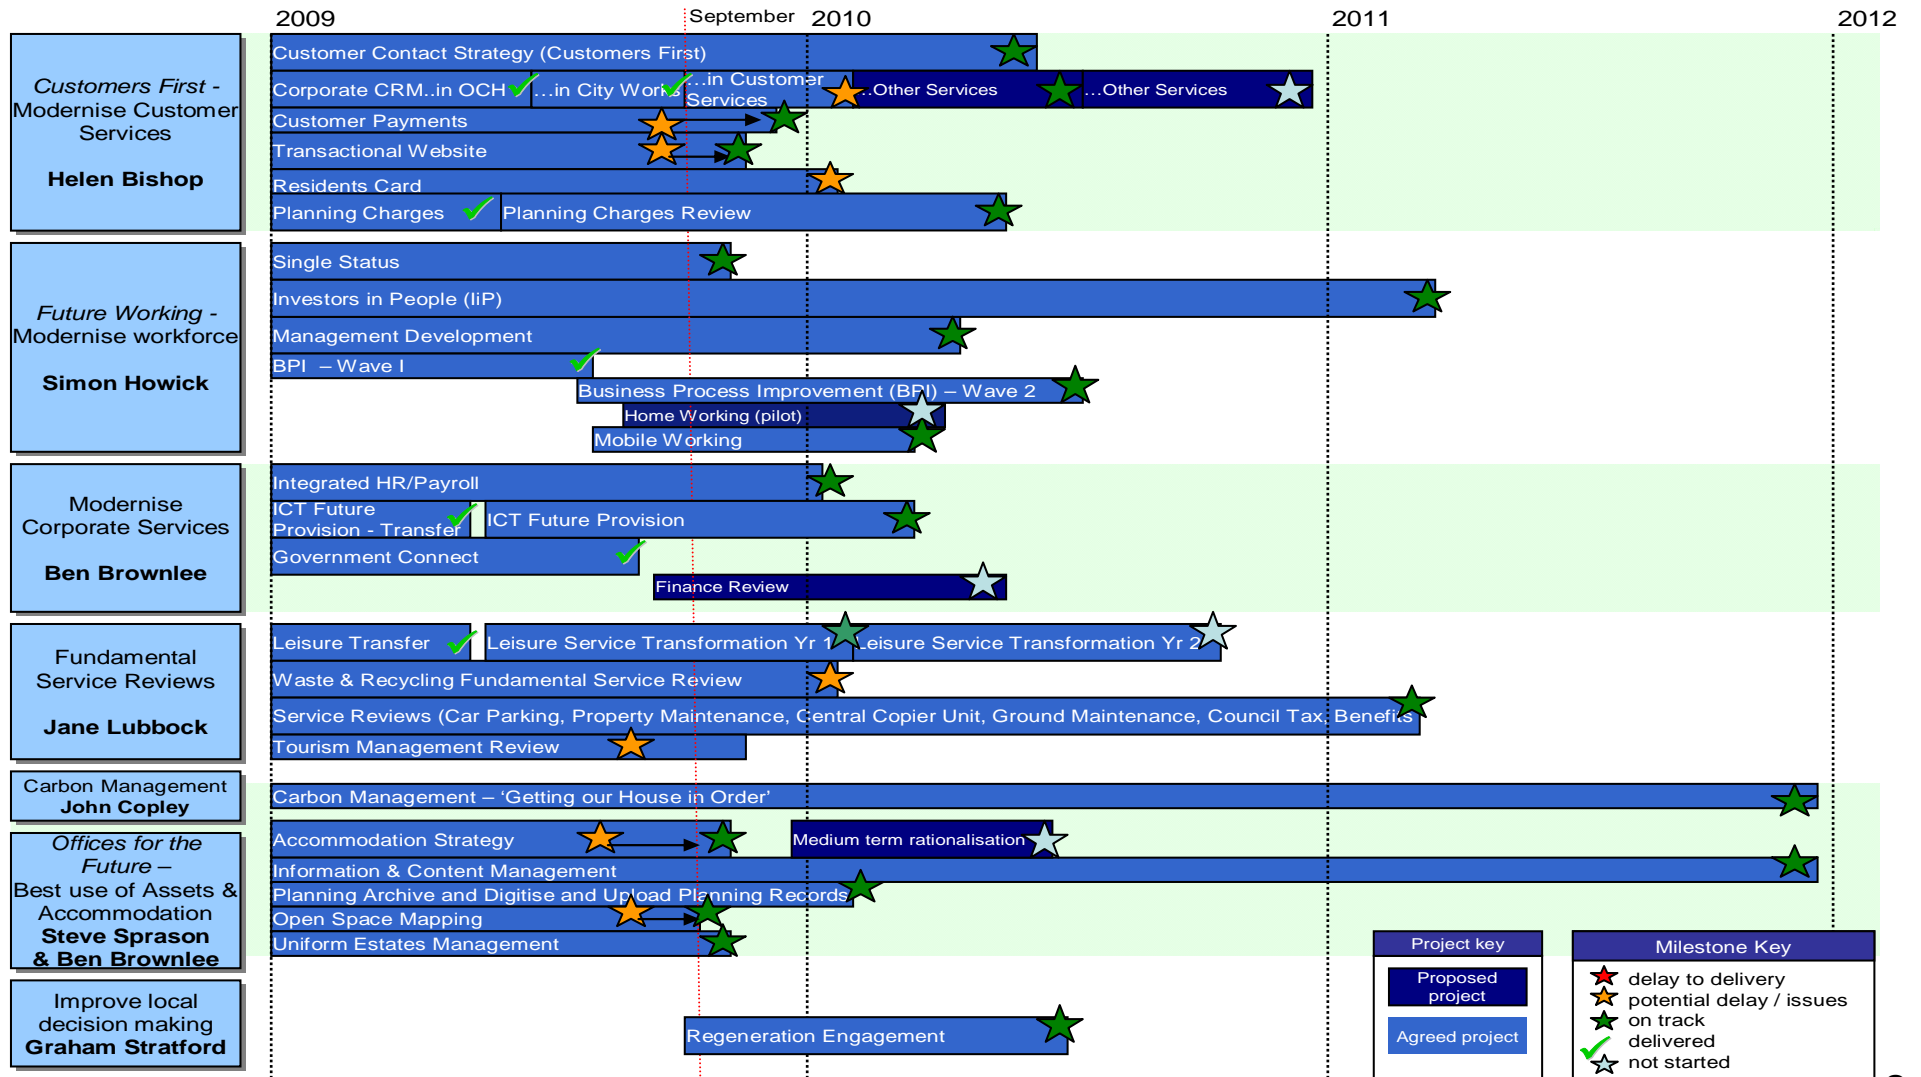 2009
September
2010
2011
2012
Customers First -
Modernise Customer
Services
Helen Bishop
Customer Contact Strategy (Customers First)
Corporate CRM..in OCH
…in City Works
…in Customer
Services
…Other Services
…Other Services
Customer Payments
Transactional Website
Residents Card
Planning Charges
Planning Charges Review
Future Working -
Modernise workforce
Simon Howick
Single Status
Investors in People (IiP)
Management Development
BPI – Wave I
Business Process Improvement (BPI) – Wave 2
Home Working (pilot)
Mobile Working
Modernise
Corporate Services
Ben Brownlee
Integrated HR/Payroll
ICT Future
Provision - Transfer
ICT Future Provision
Government Connect
Finance Review
Fundamental
Service Reviews
Jane Lubbock
Leisure Transfer
Leisure Service Transformation Yr 1
Leisure Service Transformation Yr 2
Waste & Recycling Fundamental Service Review
Service Reviews (Car Parking, Property Maintenance, Central Copier Unit, Ground Maintenance, Council Tax, Benefits
Tourism Management Review
Carbon Management
John Copley
Carbon Management – ‘Getting our House in Order’
Offices for the
Future –
Best use of Assets &
Accommodation
Steve Sprason
& Ben Brownlee
Accommodation Strategy
Medium term rationalisation
Information & Content Management
Planning Archive and Digitise and Upload Planning Records
Open Space Mapping
Uniform Estates Management
Improve local
decision making
Graham Stratford
Regeneration Engagement
Project key
Proposed
project
Agreed project
Milestone Key
delay to delivery
potential delay / issues
on track
delivered
not started